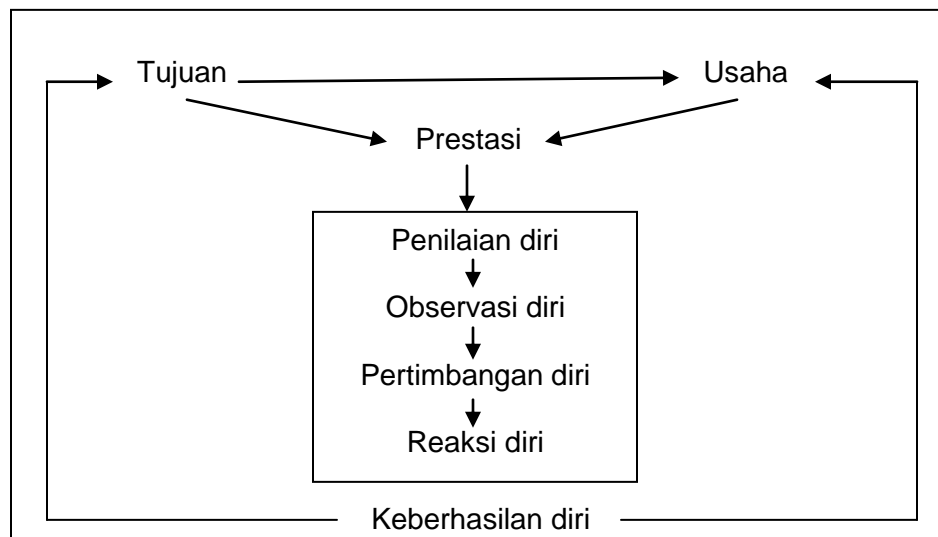 Tujuan
Usaha
Prestasi
Penilaian diri
Observasi diri
Pertimbangan diri
Reaksi diri
Keberhasilan diri